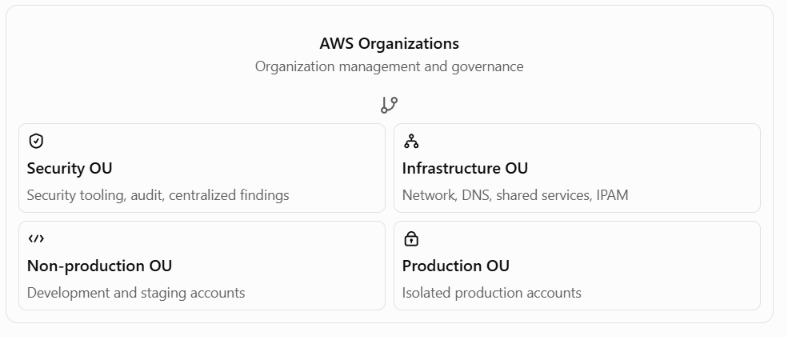 AWS Organizations
Organization management and governance
Security OU
Security tooling, audit, centralized findings
Infrastructure OU
Network, DNS, shared services, IPAM
Non-production OU
Development and staging accounts
Production OU
Isolated production accounts